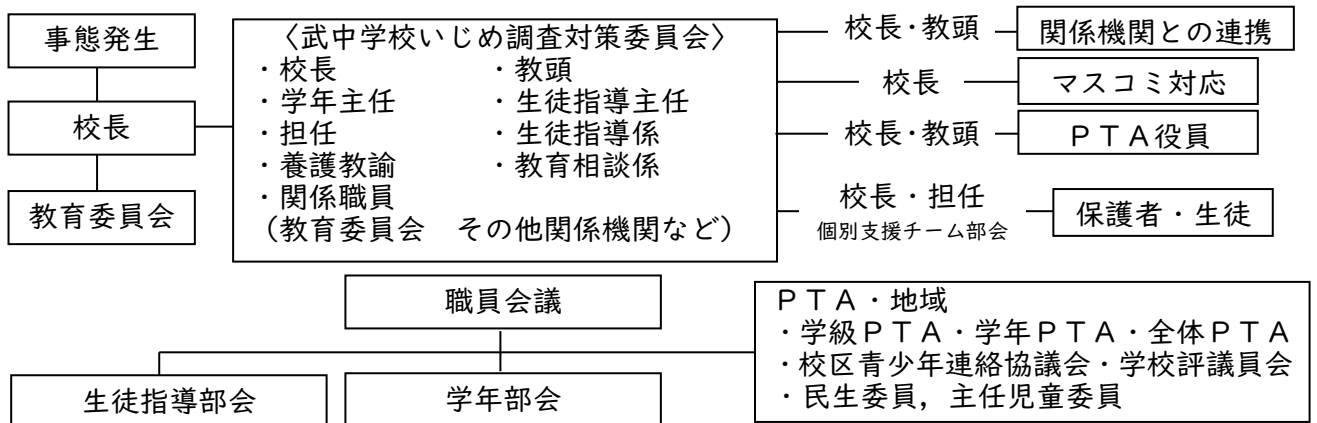 事態発生
校長
教育委員会
〈武中学校いじめ調査対策委員会〉
・校長　・教頭
・学年主任　・生徒指導主任
・担任　・生徒指導係
・養護教諭　・教育相談係
・関係職員
（教育委員会　その他関係機関など）
校長・教頭
関係機関との連携
校長
マスコミ対応
校長・教頭
ＰＴＡ役員
校長・担任
個別支援チーム部会
保護者・生徒
職員会議
生徒指導部会
学年部会
ＰＴＡ・地域
・学級ＰＴＡ・学年ＰＴＡ・全体ＰＴＡ
・校区青少年連絡協議会・学校評議員会
・民生委員，主任児童委員